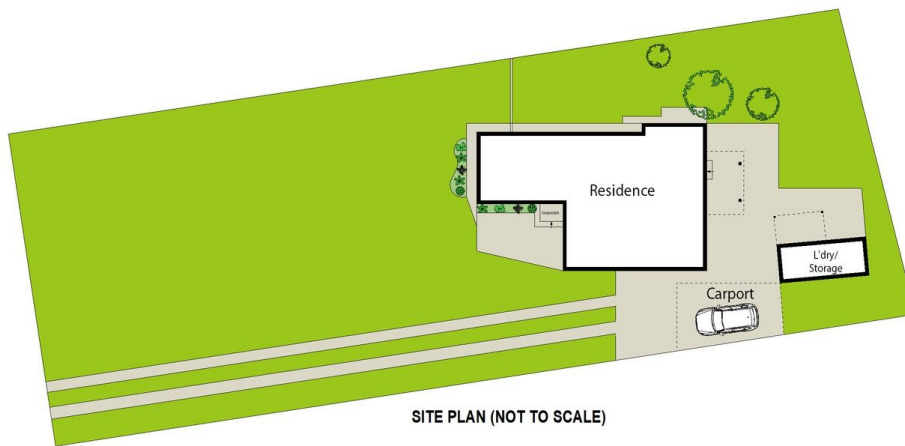 Residence
L'dry/
Storage
Carport
SITE PLAN (NOT TO SCALE)